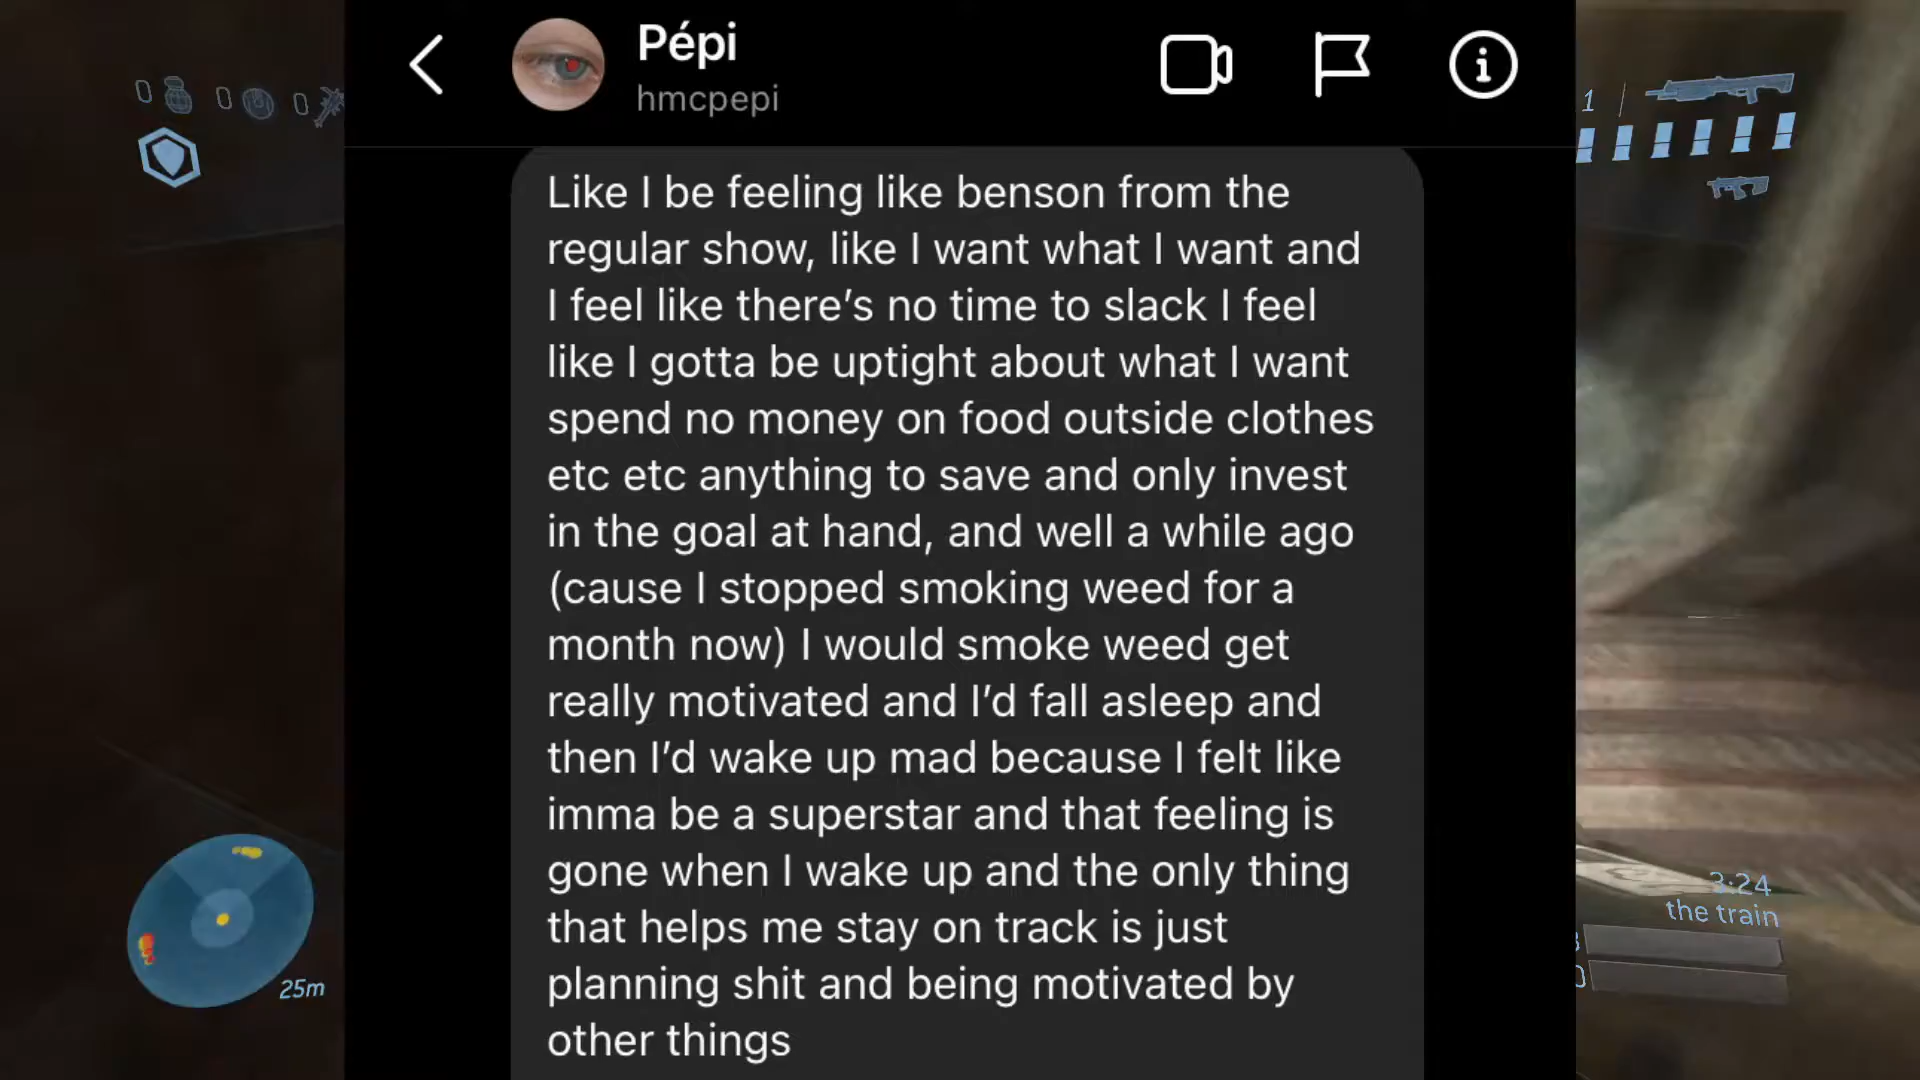 Pépi
hmcpepi
0 0 0
1
Like I be feeling like benson from the
regular show, like I want what I want and
I feel like there's no time to slack I feel
like I gotta be uptight about what I want
spend no money on food outside clothes
etc etc anything to save and only invest
in the goal at hand, and well a while ago
(cause I stopped smoking weed for a
month now) I would smoke weed get
really motivated and I'd fall asleep and
then I'd wake up mad because I felt like
imma be a superstar and that feeling is
gone when I wake up and the only thing
that helps me stay on track is just
planning shit and being motivated by
other things
3:24
the train
25m